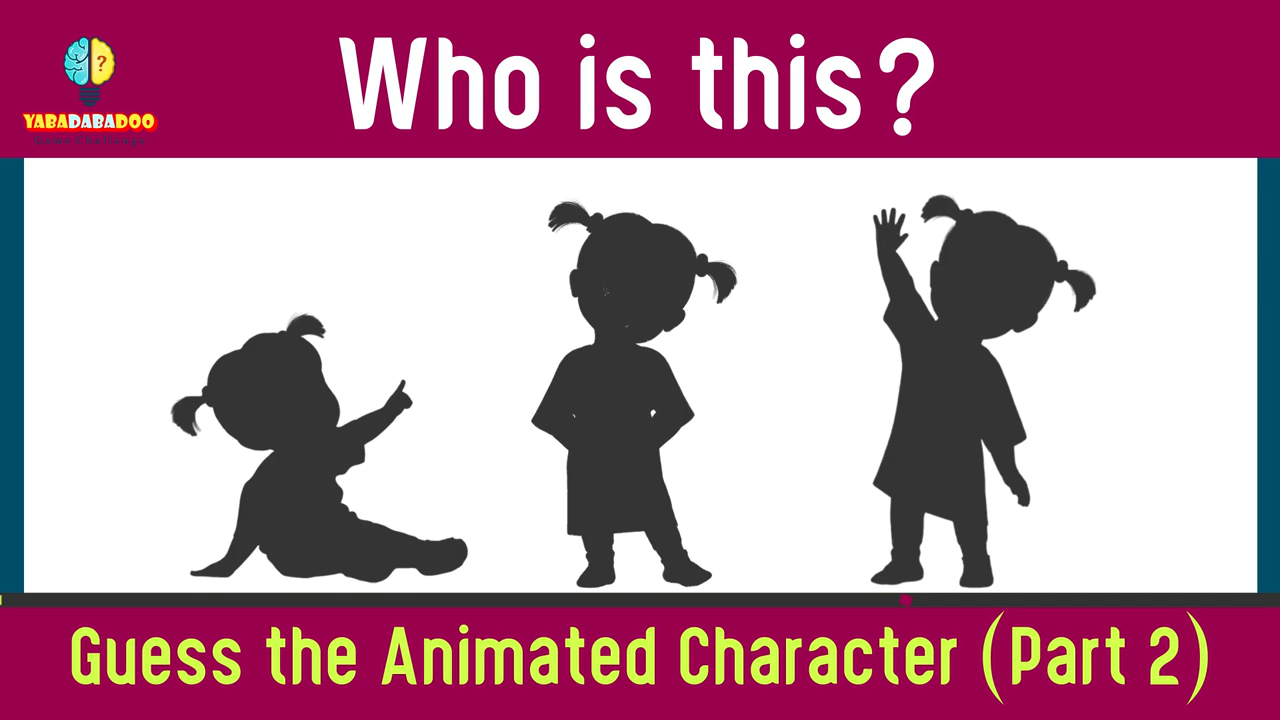 Who is this?
?
YABADABADOO
Guess the Animated Character (Part 2)